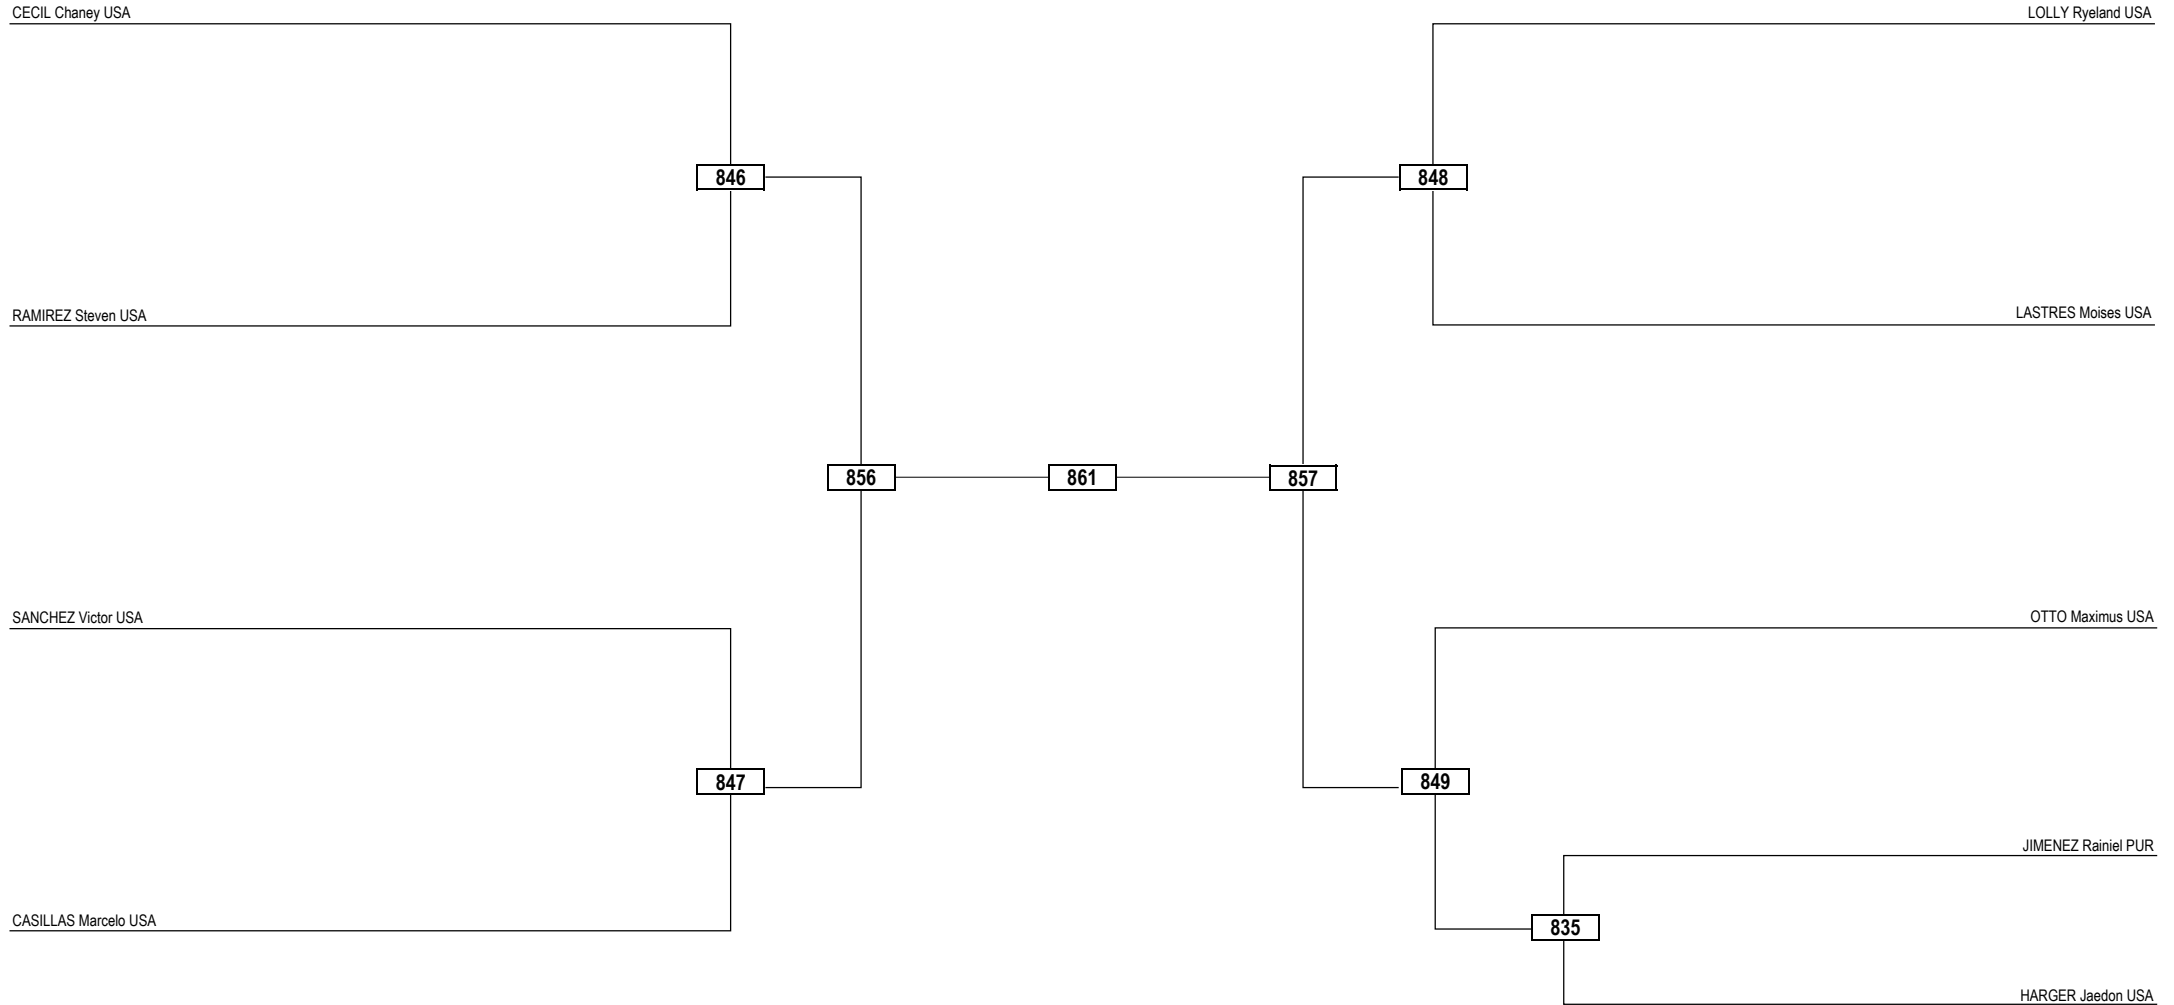 CECIL Chaney USA
LOLLY Ryeland USA
846
848
RAMIREZ Steven USA
LASTRES Moises USA
856
861
857
SANCHEZ Victor USA
OTTO Maximus USA
847
849
JIMENEZ Rainiel PUR
CASILLAS Marcelo USA
835
HARGER Jaedon USA